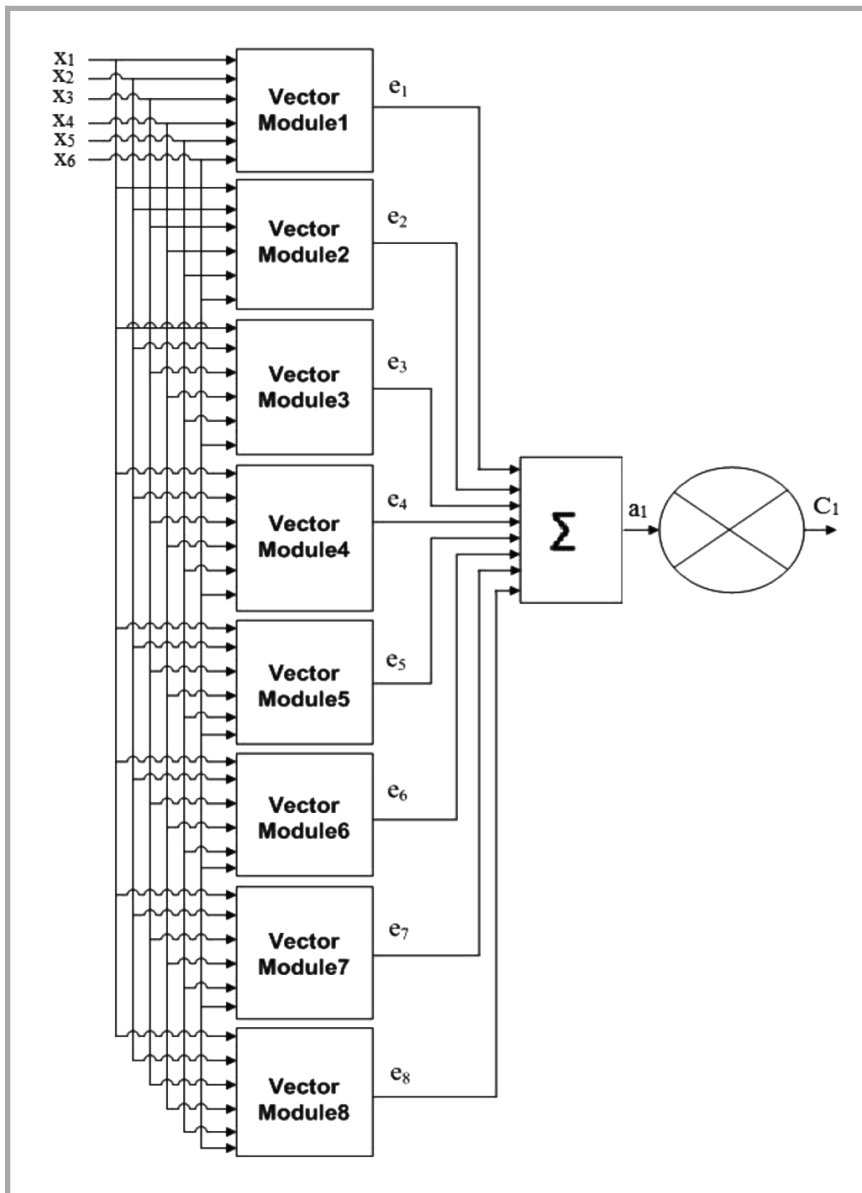 x₁
x₂
x₃
x₄
x₅
x₆
Vector
Module1
e₁
Vector
Module2
e₂
Vector
Module3
e₃
Vector
Module4
e₄
Σ
a₁
C₁
Vector
Module5
e₅
Vector
Module6
e₆
Vector
Module7
e₇
Vector
Module8
e₈